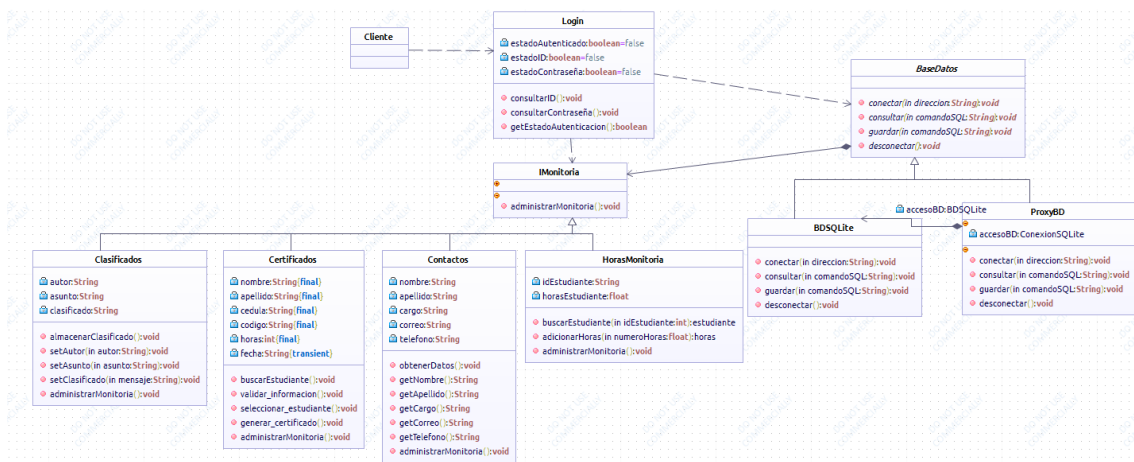 Cliente
Login
estadoAutenticado:boolean=false
estadoID:boolean=false
estadoContraseña:boolean=false
consultarID():void
consultarContraseña():void
getEstadoAutenticacion():boolean
BaseDatos
conectar(in direccion:String):void
consultar(in comandoSQL:String):void
guardar(in comandoSQL:String):void
desconectar():void
IMonitoria
administrarMonitoria():void
accesoBD:BDSQLite
BDSQLite
conectar(in direccion:String):void
consultar(in comandoSQL:String):void
guardar(in comandoSQL:String):void
desconectar():void
ProxyBD
accesoBD:ConexionSQLite
conectar(in direccion:String):void
consultar(in comandoSQL:String):void
guardar(in comandoSQL:String):void
desconectar():void
Clasificados
autor:String
asunto:String
clasificado:String
almacenarClasificado():void
setAutor(in autor:String):void
setAsunto(in asunto:String):void
setClasificado(in mensaje:String):void
administrarMonitoria():void
Certificados
nombre:String{final}
apellido:String{final}
cedula:String{final}
codigo:String{final}
horas:int{final}
fecha:String{transient}
buscarEstudiante():void
validar_informacion():void
seleccionar_estudiante():void
generar_certificado():void
administrarMonitoria():void
Contactos
nombre:String
apellido:String
cargo:String
correo:String
telefono:String
obtenerDatos():void
getNombre():String
getApellido():String
getCargo():String
getCorreo():String
getTelefono():String
administrarMonitoria():void
HorasMonitoria
idEstudiante:String
horasEstudiante:float
buscarEstudiante(in idEstudiante:int):estudiante
adicionarHoras(in numeroHoras:float):horas
administrarMonitoria():void